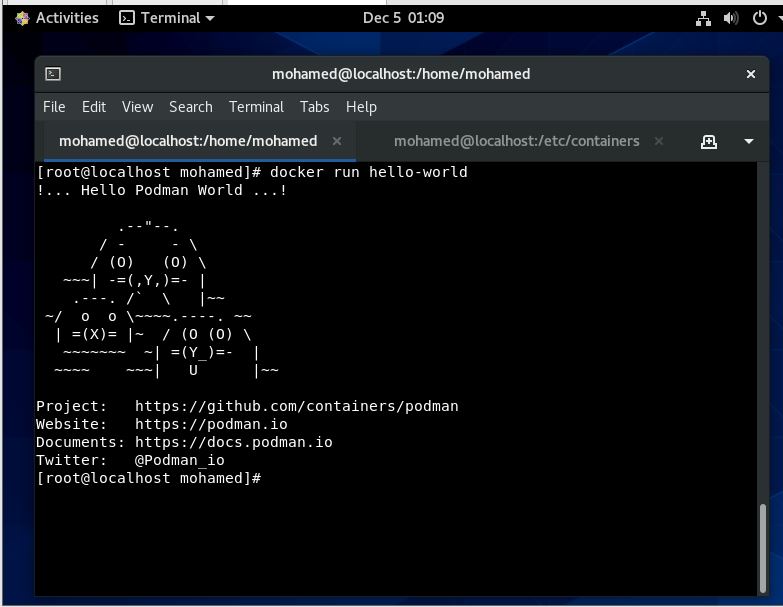 Activities Terminal Dec 5 01:09
mohamed@localhost:/home/mohamed
File Edit View Search Terminal Tabs Help
mohamed@localhost:/home/mohamed mohamed@localhost:/etc/containers
[root@localhost mohamed]# docker run hello-world
!... Hello Podman World ...!

         .--"--.
       / -     - \
      / (O)   (O) \
   ~~~| -=(,Y,)=- |
    .---. /`  \   |~~
 ~/  o  o \~~~~.----. ~~
  | =(X)= |~  / (O (O) \
   ~~~~~~~  ~| =(Y_)=-  |
  ~~~~    ~~~|   U      |~~

Project:   https://github.com/containers/podman
Website:   https://podman.io
Documents: https://docs.podman.io
Twitter:   @Podman_io
[root@localhost mohamed]#